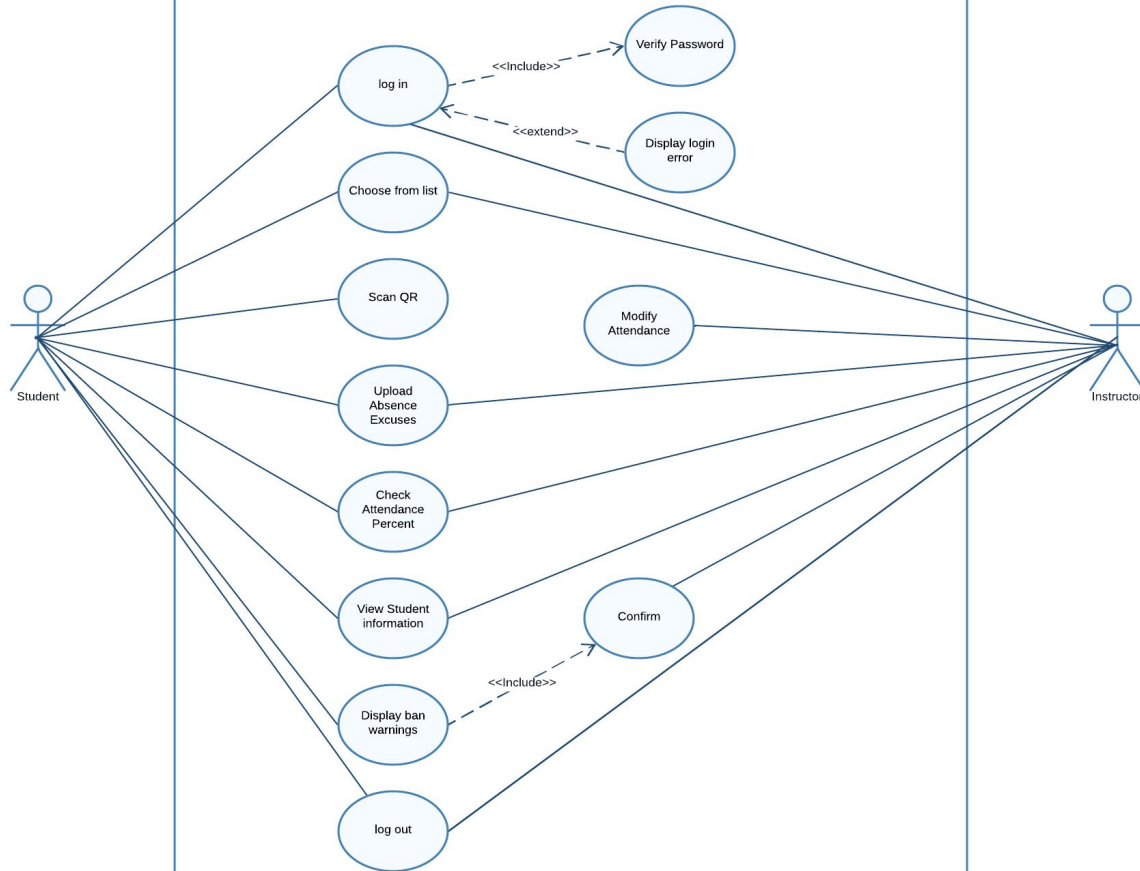 Verify Password
<<Include>>
log in
<<extend>>
Display login
error
Choose from list
Scan QR
Modify
Attendance
Student
Instructor
Upload
Absence
Excuses
Check
Attendance
Percent
View Student
information
Confirm
<<Include>>
Display ban
warnings
log out